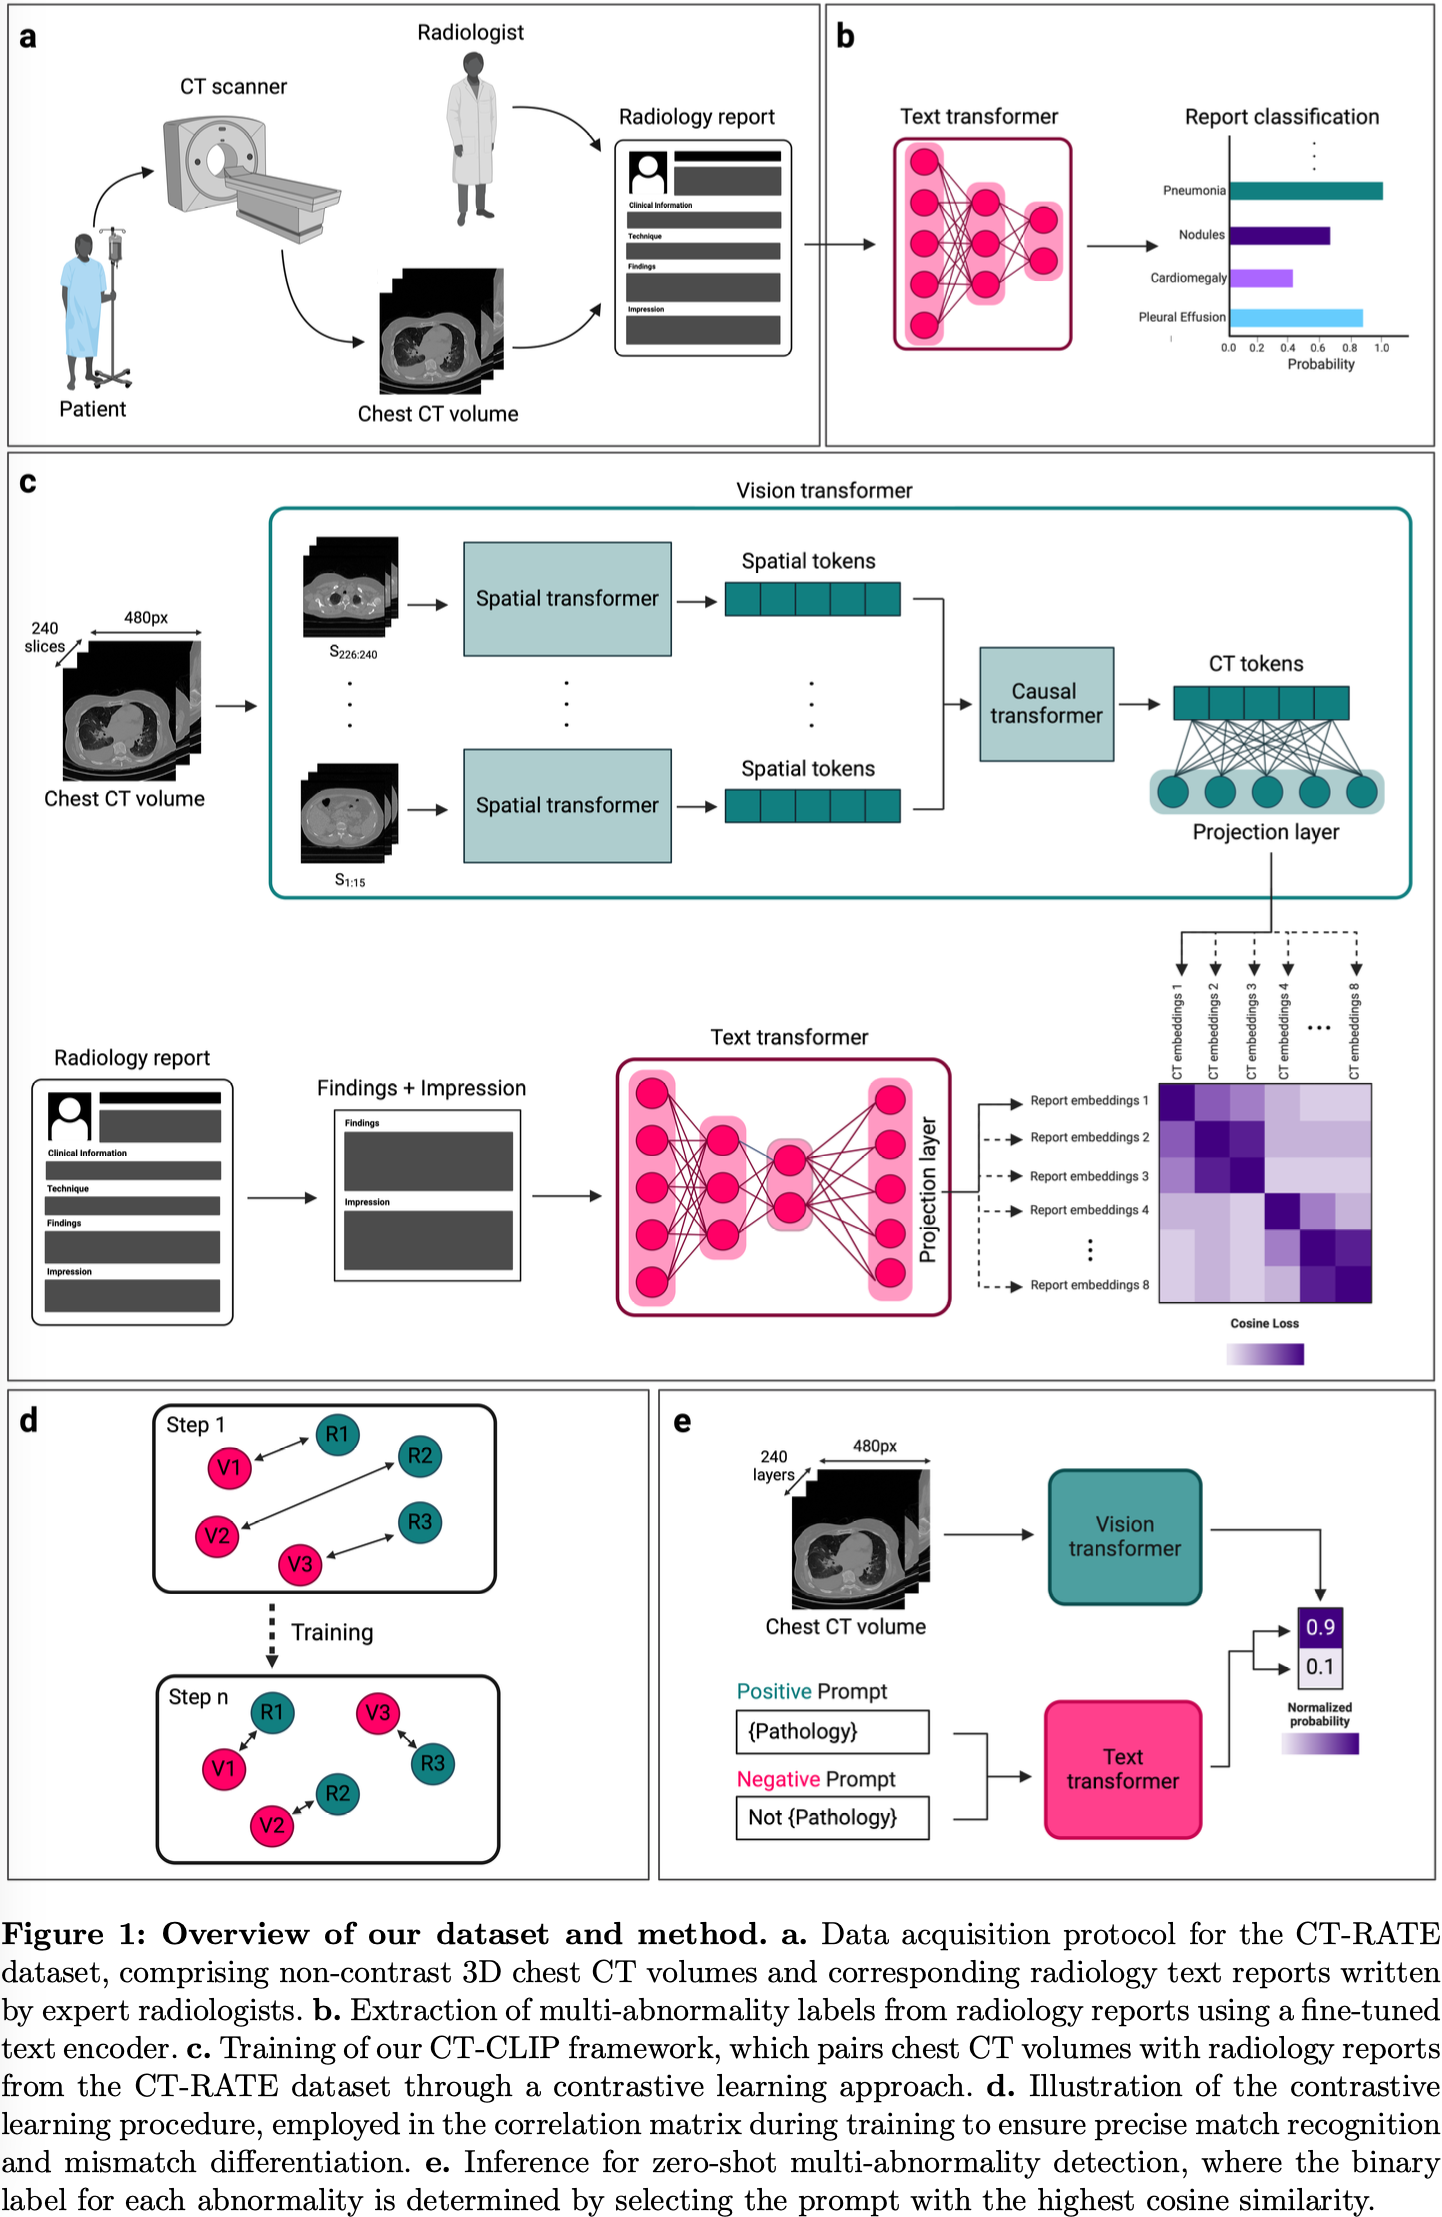 a
Radiologist
CT scanner
Radiology report
Clinical Information
Technique
Findings
Impression
Patient
Chest CT volume
b
Text transformer
Report classification
Pneumonia
Nodules
Cardiomegaly
Pleural Effusion
0.0 0.2 0.4 0.6 0.8 1.0
Probability
c
Vision transformer
240
slices
480px
Chest CT volume
S226:240
Spatial transformer
Spatial tokens
S1:15
Spatial transformer
Spatial tokens
Causal
transformer
CT tokens
Projection layer
CT embeddings 1
CT embeddings 2
CT embeddings 3
CT embeddings 4
...
CT embeddings 8
Radiology report
Clinical Information
Technique
Findings
Impression
Findings + Impression
Findings
Impression
Text transformer
Projection layer
Report embeddings 1
Report embeddings 2
Report embeddings 3
Report embeddings 4
Report embeddings 8
Cosine Loss
d
Step 1
V1
R1
R2
V2
R3
V3
Training
Step n
R1
V3
V1
R3
R2
V2
e
240
layers
480px
Chest CT volume
Vision
transformer
0.9
0.1
Normalized
probability
Positive Prompt
{Pathology}
Negative Prompt
Not {Pathology}
Text
transformer
Figure 1: Overview of our dataset and method. a. Data acquisition protocol for the CT-RATE
dataset, comprising non-contrast 3D chest CT volumes and corresponding radiology text reports written
by expert radiologists. b. Extraction of multi-abnormality labels from radiology reports using a fine-tuned
text encoder. c. Training of our CT-CLIP framework, which pairs chest CT volumes with radiology reports
from the CT-RATE dataset through a contrastive learning approach. d. Illustration of the contrastive
learning procedure, employed in the correlation matrix during training to ensure precise match recognition
and mismatch differentiation. e. Inference for zero-shot multi-abnormality detection, where the binary
label for each abnormality is determined by selecting the prompt with the highest cosine similarity.